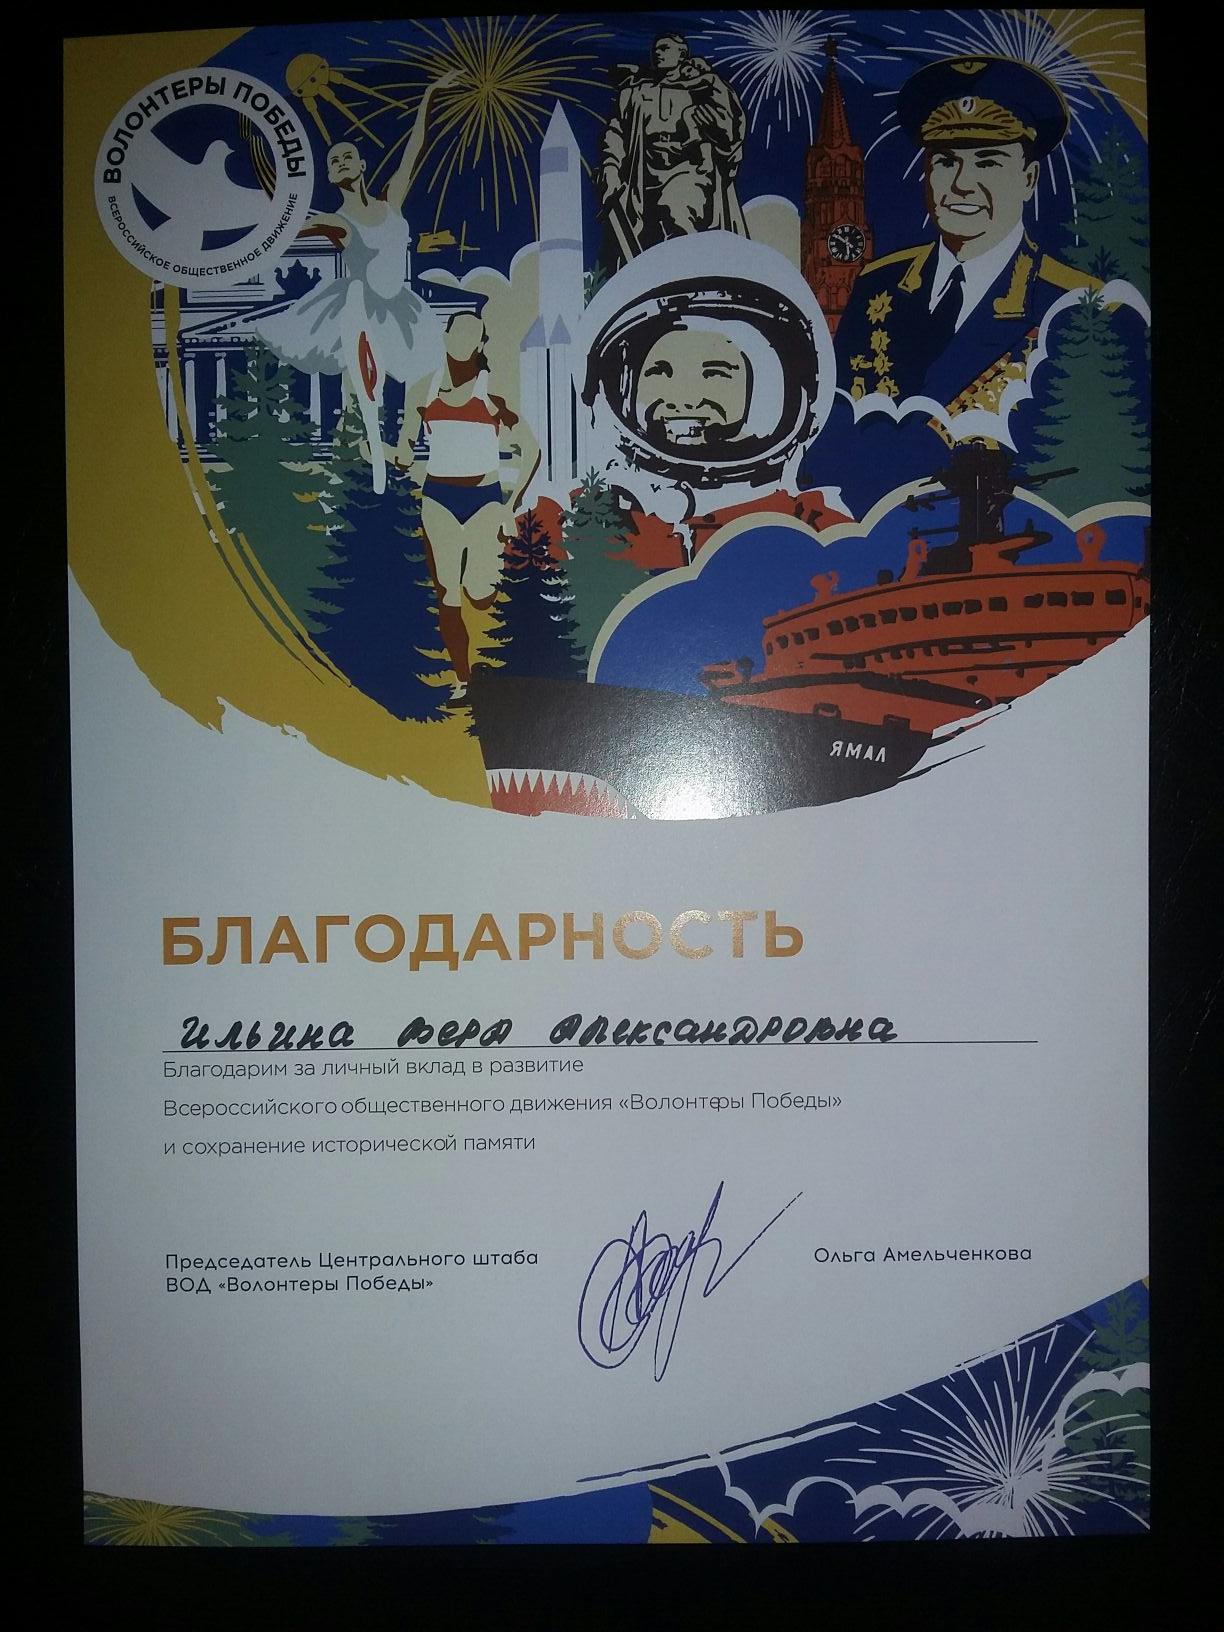 ВОЛОНТЕРЫ ПОБЕДЫ
ВСЕРОССИЙСКОЕ ОБЩЕСТВЕННОЕ ДВИЖЕНИЕ
ЯМАЛ
БЛАГОДАРНОСТЬ
Ильина Вера Александровна
Благодарим за личный вклад в развитие
Всероссийского общественного движения «Волонтеры Победы»
и сохранение исторической памяти
Председатель Центрального штаба
ВОД «Волонтеры Победы»
Ольга Амельченкова